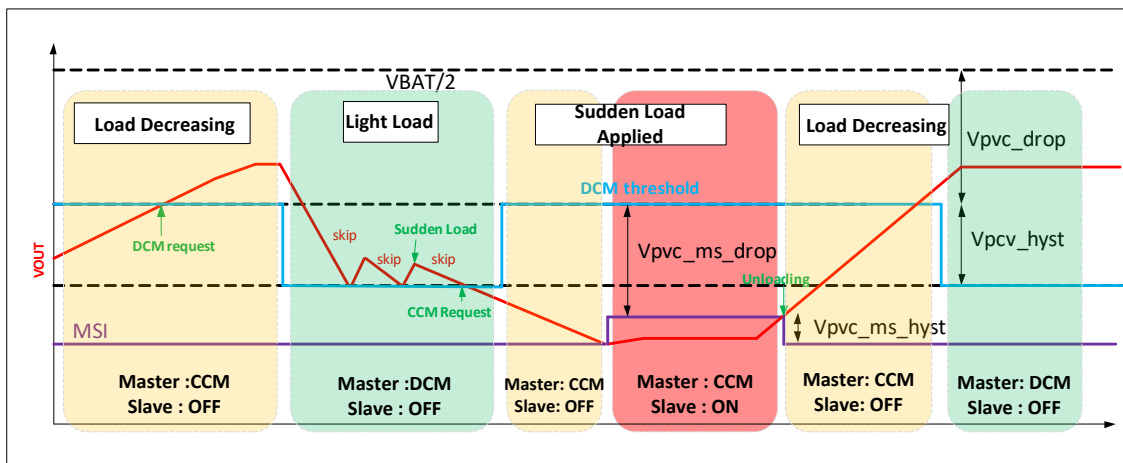 VBAT/2
Load Decreasing
Light Load
Sudden Load
Applied
Load Decreasing
Vpvc_drop
DCM threshold
DCM request
skip
skip
skip
Sudden Load
Vpvc_ms_drop
Vpcv_hyst
VOUT
Unloading
CCM Request
MSI
Vpvc_ms_hyst
Master :CCM
Slave : OFF
Master :DCM
Slave : OFF
Master: CCM
Slave: OFF
Master : CCM
Slave : ON
Master: CCM
Slave: OFF
Master: DCM
Slave : OFF